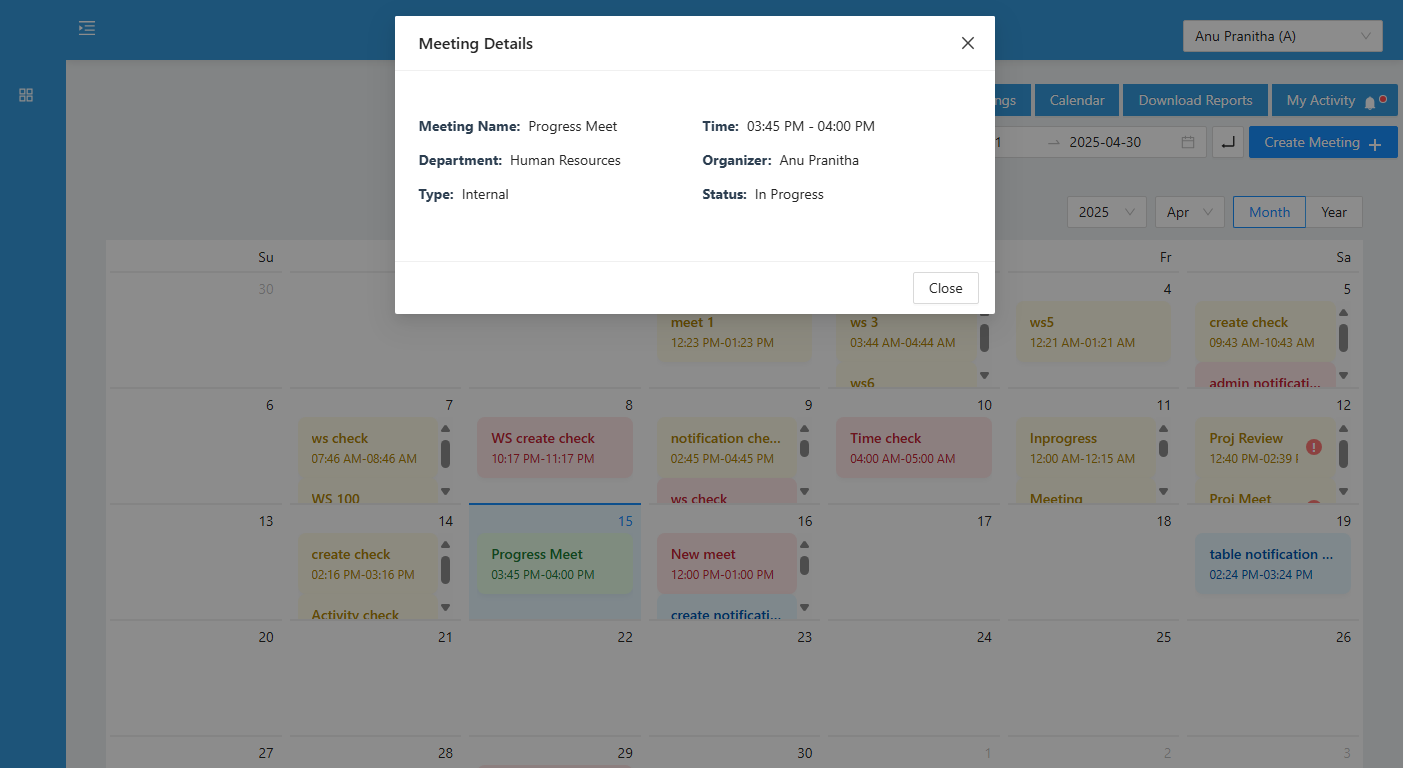 Meeting Details
Anu Pranitha (A)
ngs Calendar Download Reports My Activity
Meeting Name: Progress Meet Time: 03:45 PM - 04:00 PM
1 2025-04-30 Create Meeting
Department: Human Resources Organizer: Anu Pranitha
Type: Internal Status: In Progress
2025 Apr Month Year
Su Fr Sa
Close
30 4 5
meet 1 ws 3 ws5 create check
12:23 PM-01:23 PM 03:44 AM-04:44 AM 12:21 AM-01:21 AM 09:43 AM-10:43 AM
ws6 admin notificati...
6 7 8 9 10 11 12
ws check WS create check notification che... Time check Inprogress Proj Review
07:46 AM-08:46 AM 10:17 PM-11:17 PM 02:45 PM-04:45 PM 04:00 AM-05:00 AM 12:00 AM-12:15 AM 12:40 PM-02:39
WS 100 ws check Meeting Proj Meet
13 14 15 16 17 18 19
create check Progress Meet New meet table notification ...
02:16 PM-03:16 PM 03:45 PM-04:00 PM 12:00 PM-01:00 PM 02:24 PM-03:24 PM
Activity check create notificati...
20 21 22 23 24 25 26
27 28 29 30 1 2 3